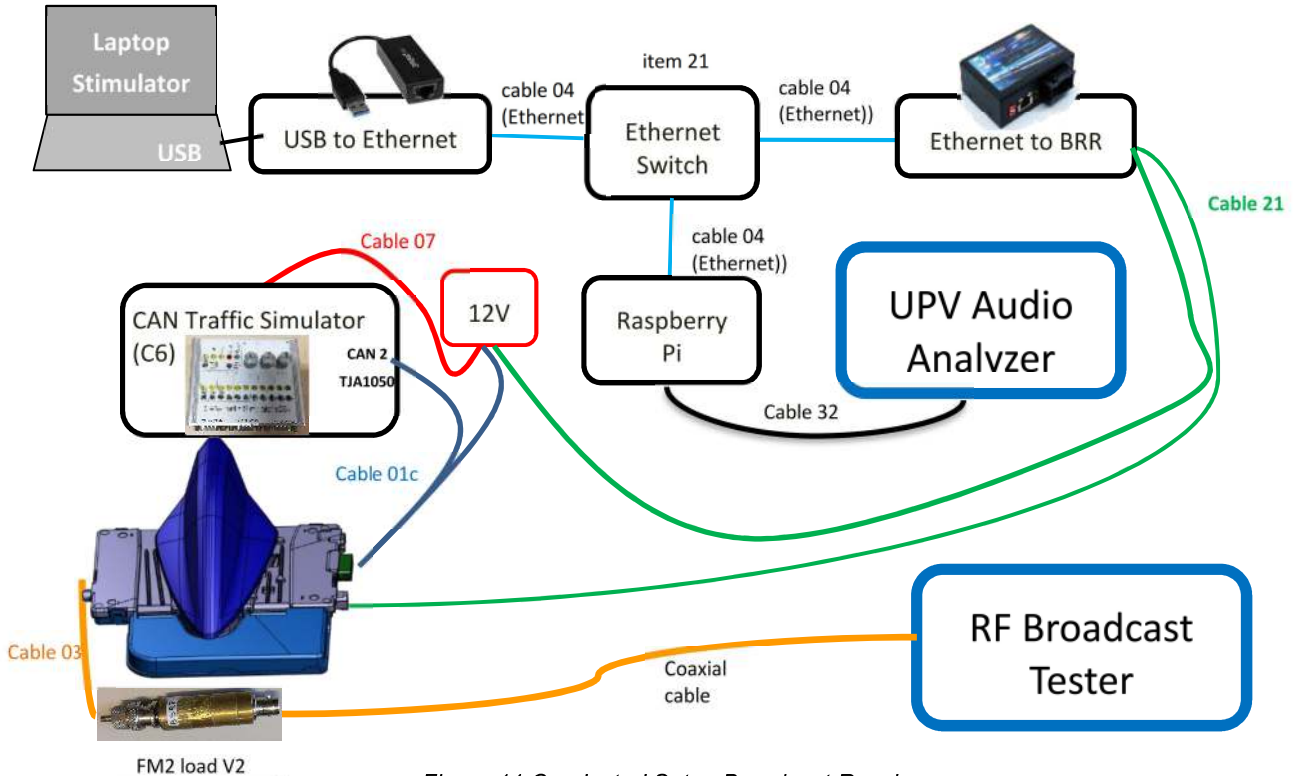 Laptop
Stimulator
USB
USB to Ethernet
cable 04
(Ethernet
item 21
Ethernet
Switch
cable 04
(Ethernet))
Ethernet to BRR
Cable 21
Cable 07
cable 04
(Ethernet))
12V
CAN Traffic Simulator
(C6)
CAN 2
TJA1050
Raspberry
Pi
UPV Audio
Analvzer
Cable 32
Cable 01c
Cable 03
Coaxial
cable
RF Broadcast
Tester
FM2 load V2